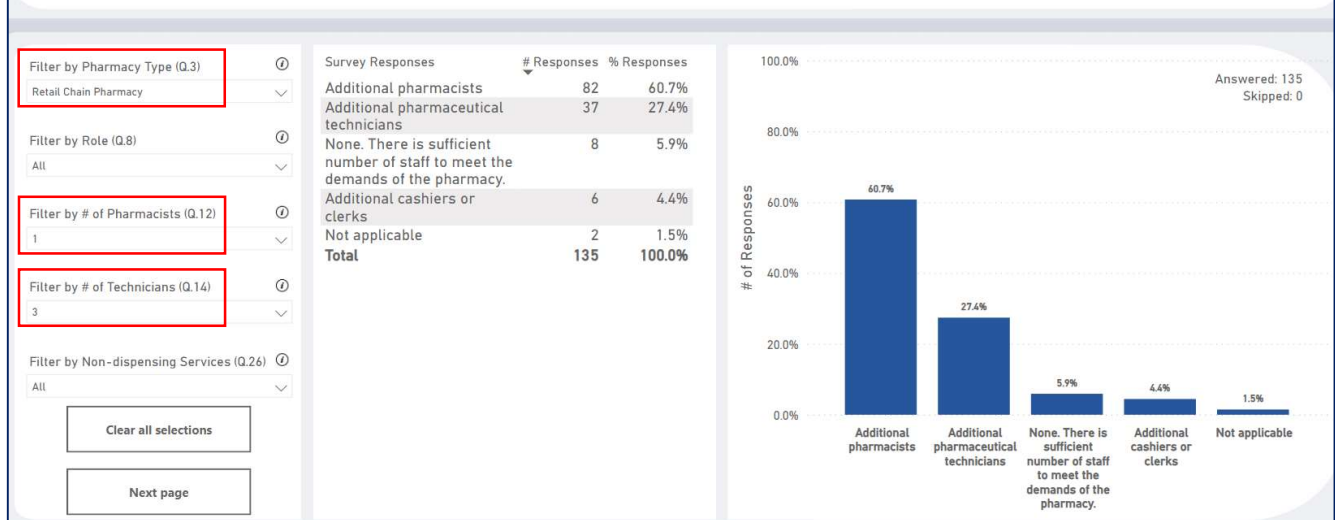 Filter by Pharmacy Type (Q.3)
Retail Chain Pharmacy
Filter by Role (Q.8)
All
Filter by # of Pharmacists (Q.12)
1
Filter by # of Technicians (Q.14)
3
Filter by Non-dispensing Services (Q.26)
All
Clear all selections
Next page
Survey Responses # Responses % Responses
Additional pharmacists 82 60.7%
Additional pharmaceutical 37 27.4%
technicians
None. There is sufficient 8 5.9%
number of staff to meet the
demands of the pharmacy.
Additional cashiers or 6 4.4%
clerks
Not applicable 2 1.5%
Total 135 100.0%
Answered: 135
Skipped: 0
# of Responses
100.0%
80.0%
60.0%
40.0%
20.0%
0.0%
60.7%
27.4%
5.9%
4.4%
1.5%
Additional
pharmacists
Additional
pharmaceutical
technicians
None. There is
sufficient
number of staff
to meet the
demands of the
pharmacy.
Additional
cashiers or
clerks
Not applicable